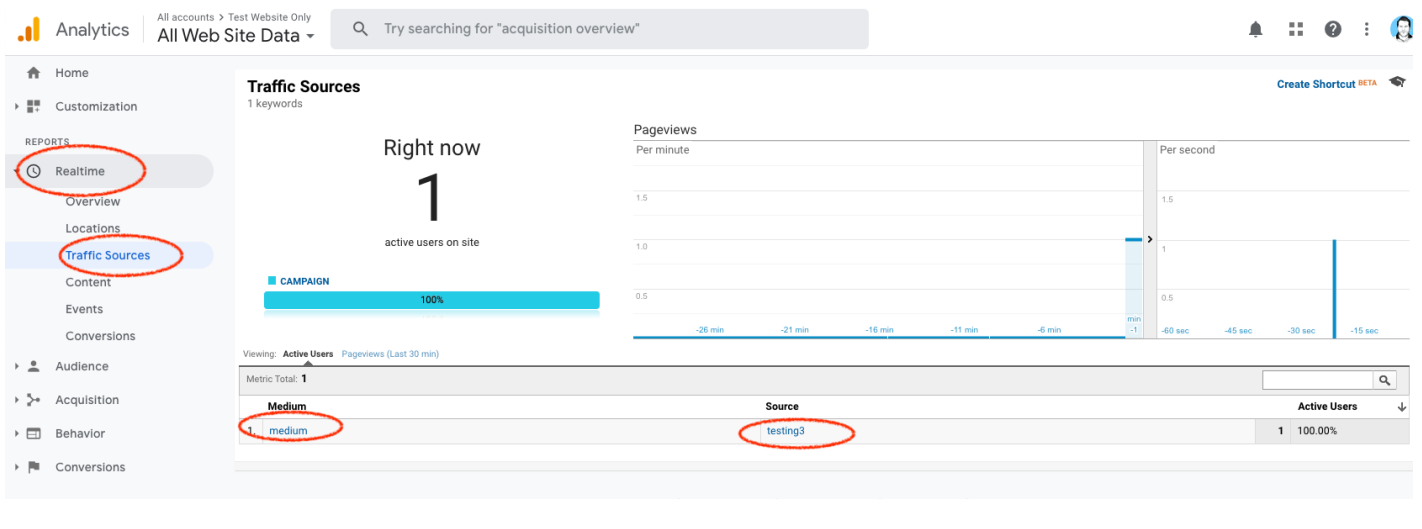 All accounts > Test Website Only
Analytics
All Web Site Data
Try searching for "acquisition overview"
Home
Customization
REPORTS
Realtime
Overview
Locations
Traffic Sources
Content
Events
Conversions
Audience
Acquisition
Behavior
Conversions
Traffic Sources
1 keywords
Create Shortcut BETA
Right now
1
active users on site
CAMPAIGN
100%
Pageviews
Per minute
1.5
1.0
0.5
-26 min -21 min -16 min -11 min -6 min min -1
Per second
1.5
1
0.5
-60 sec -45 sec -30 sec -15 sec
Viewing: Active Users Pageviews (Last 30 min)
Metric Total: 1
Medium Source Active Users
1. medium testing3 1 100.00%